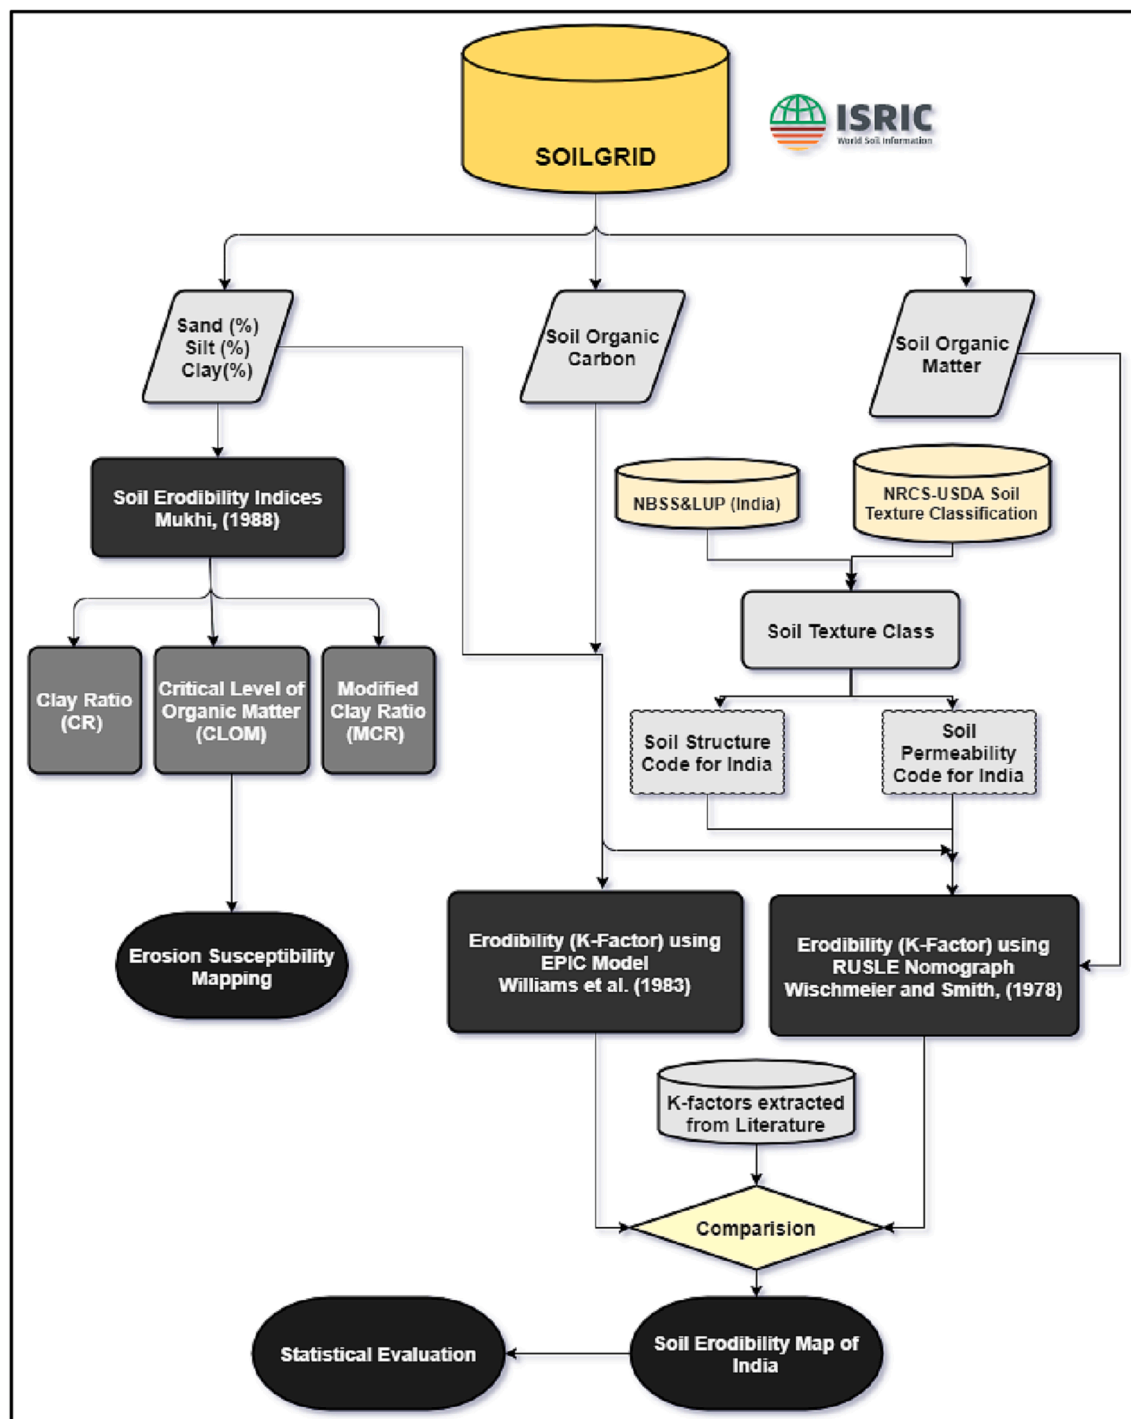 SOILGRID
ISRIC
World Soil Information
Sand (%)
Silt (%)
Clay(%)
Soil Organic
Carbon
Soil Organic
Matter
Soil Erodibility Indices
Mukhi, (1988)
NBSS&LUP (India)
NRCS-USDA Soil
Texture Classification
Soil Texture Class
Clay Ratio
(CR)
Critical Level of
Organic Matter
(CLOM)
Modified
Clay Ratio
(MCR)
Soil Structure
Code for India
Soil
Permeability
Code for India
Erosion Susceptibility
Mapping
Erodibility (K-Factor) using
EPIC Model
Williams et al. (1983)
Erodibility (K-Factor) using
RUSLE Nomograph
Wischmeier and Smith, (1978)
K-factors extracted
from Literature
Comparision
Statistical Evaluation
Soil Erodibility Map of
India